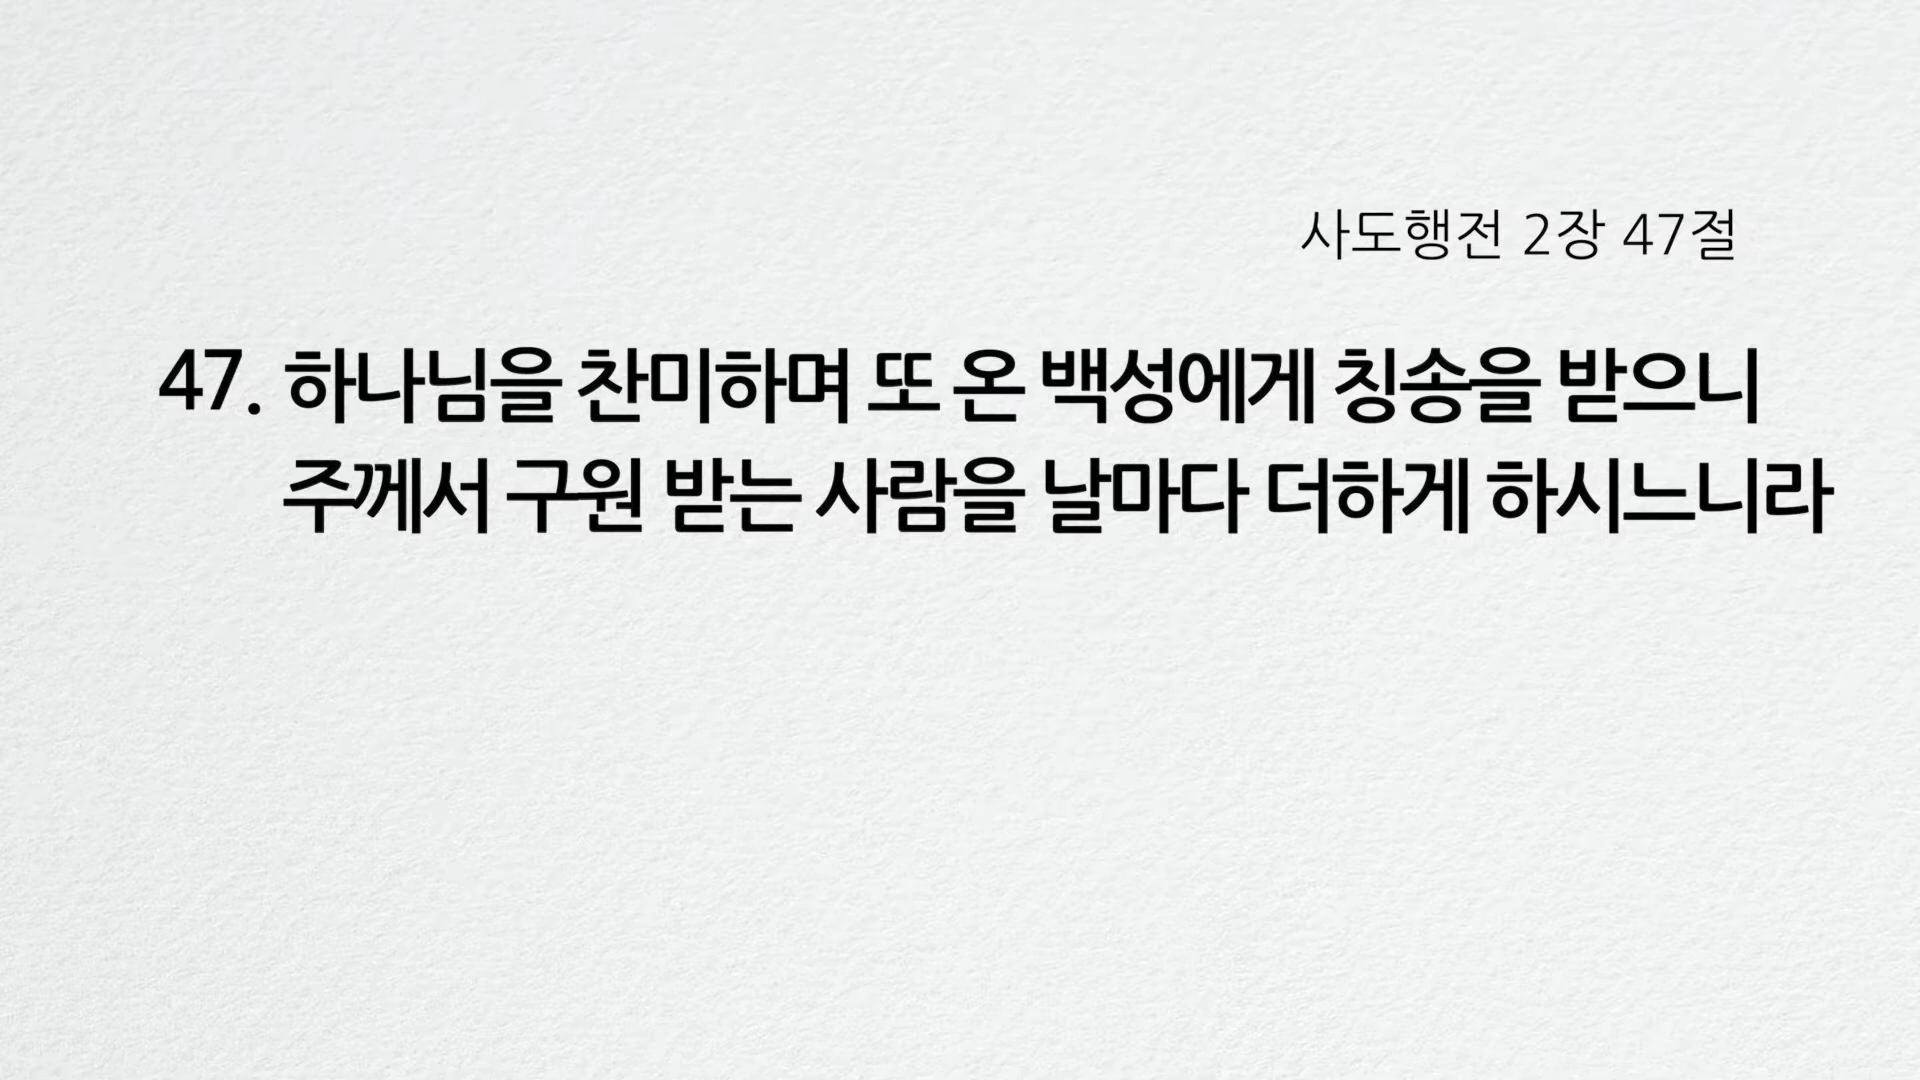 사도행전 2장 47절
47. 하나님을 찬미하며 또 온 백성에게 칭송을 받으니
주께서 구원 받는 사람을 날마다 더하게 하시느니라